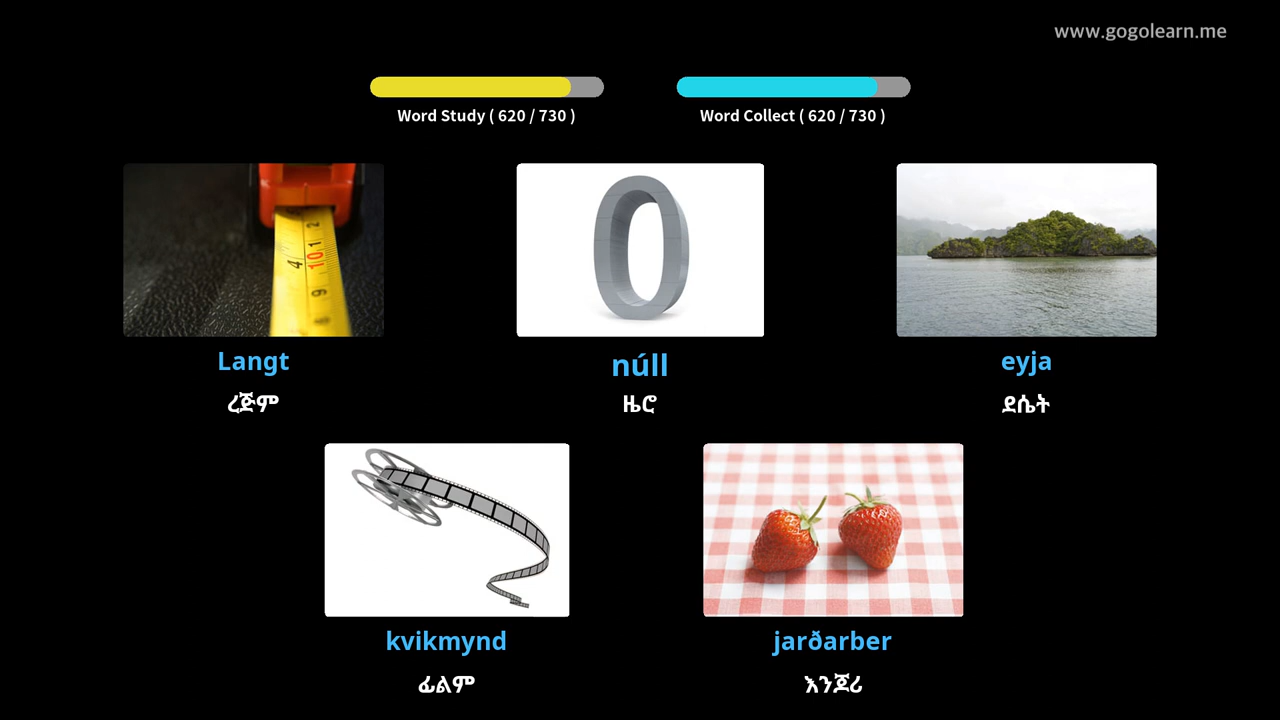 www.gogolearn.me
Word Study ( 620 / 730 )
Word Collect ( 620 / 730 )
Langt
ረጅም
núll
ዜሮ
eyja
ደሴት
kvikmynd
ፊልም
jarðarber
እንጆሪ